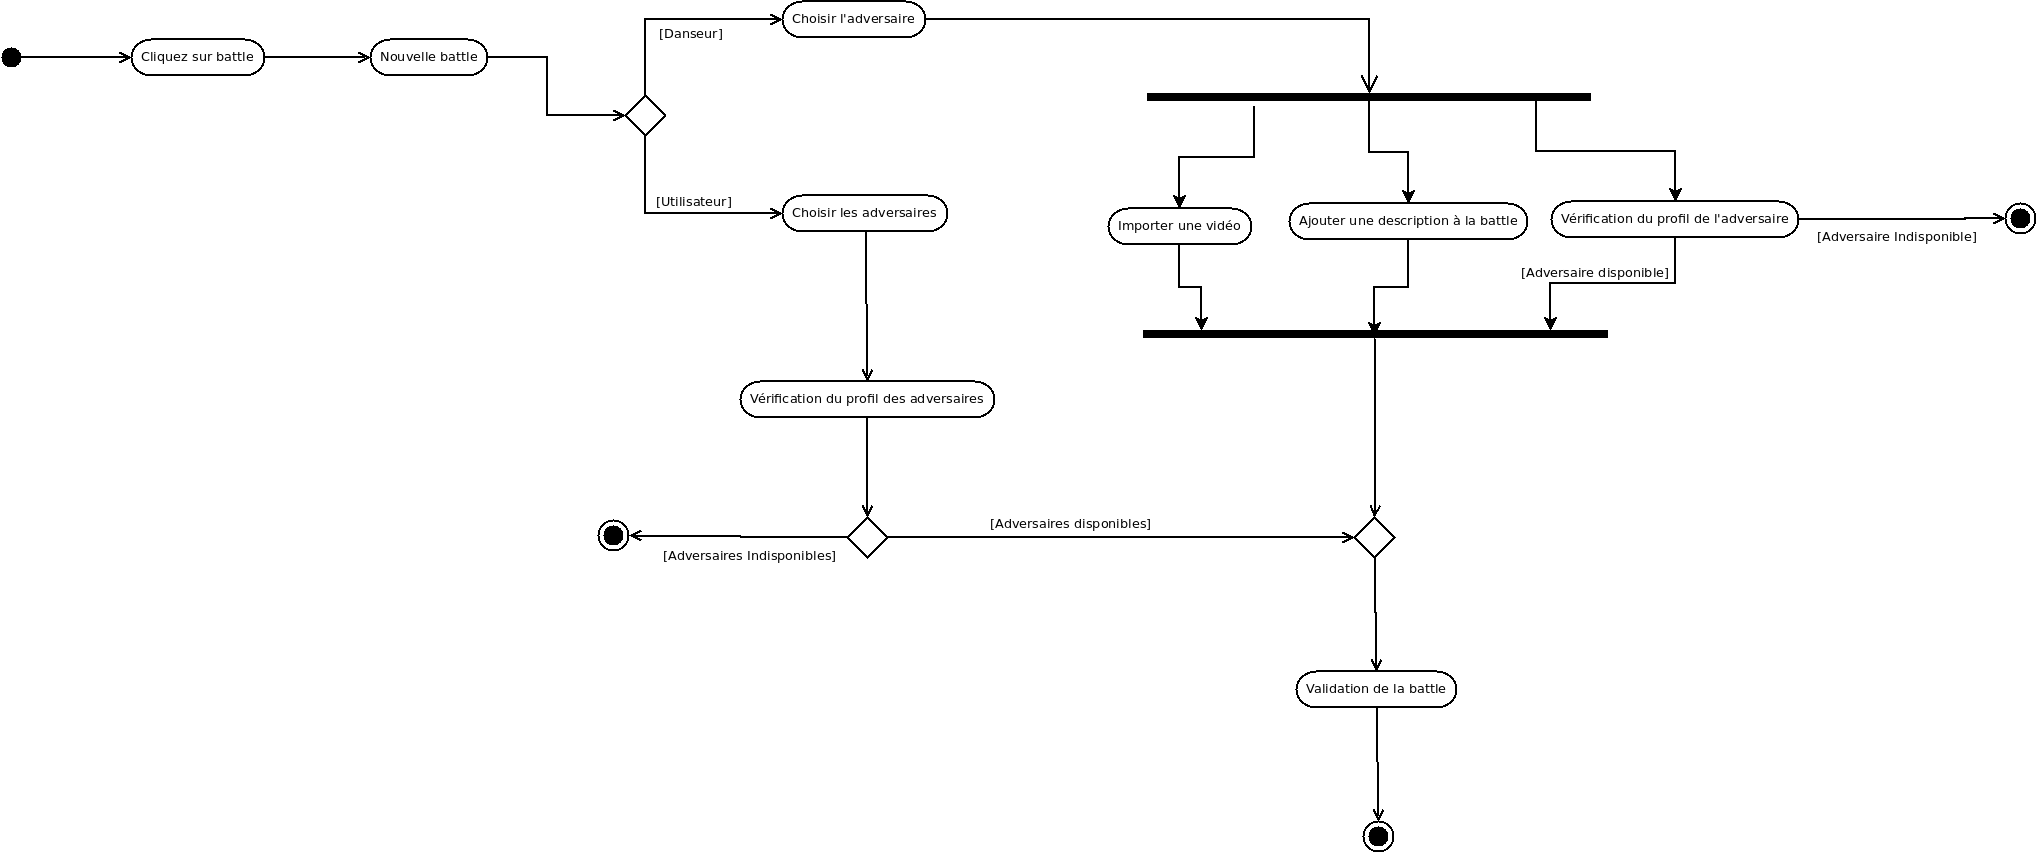 Choisir l'adversaire
[Danseur]
Cliquez sur battle
Nouvelle battle
[Utilisateur]
Choisir les adversaires
Importer une vidéo
Ajouter une description à la battle
Vérification du profil de l'adversaire
[Adversaire Indisponible]
[Adversaire disponible]
Vérification du profil des adversaires
[Adversaires disponibles]
[Adversaires Indisponibles]
Validation de la battle